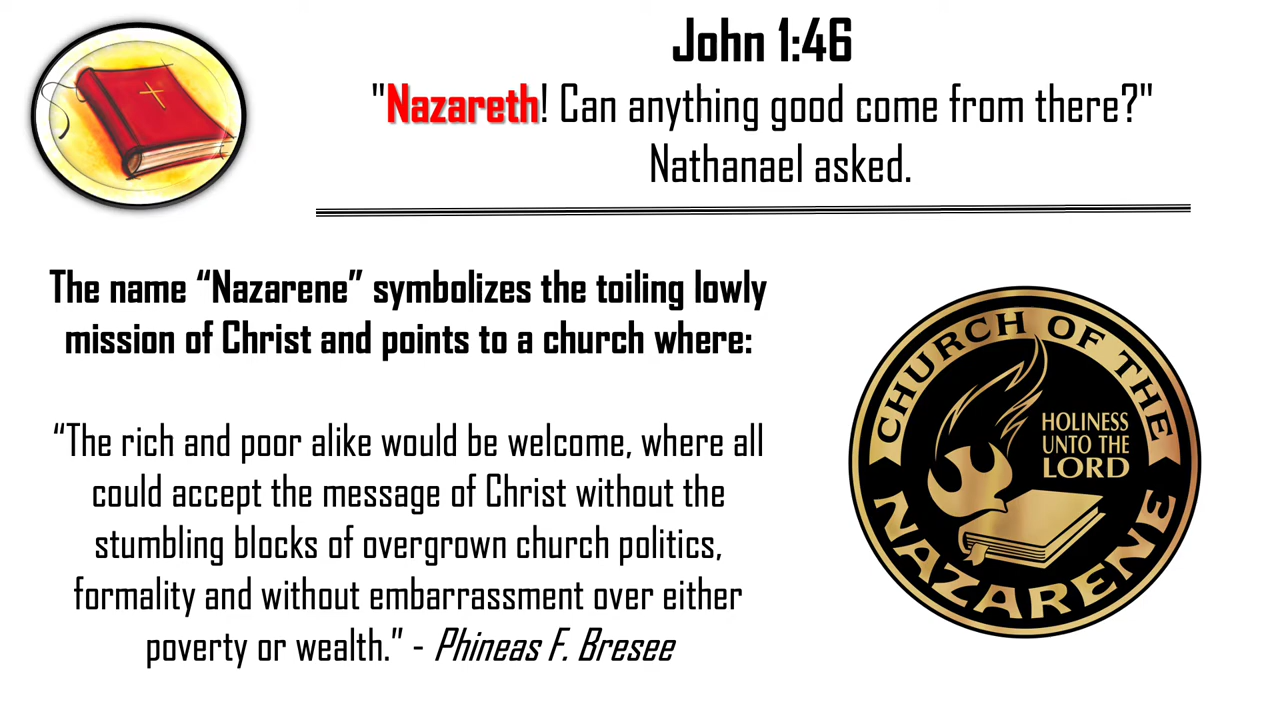 John 1:46
"Nazareth! Can anything good come from there?"
Nathanael asked.
The name “Nazarene” symbolizes the toiling lowly
mission of Christ and points to a church where:
“The rich and poor alike would be welcome, where all
could accept the message of Christ without the
stumbling blocks of overgrown church politics,
formality and without embarrassment over either
poverty or wealth.” - Phineas F. Bresee
CHURCH OF THE
HOLINESS
UNTO THE
LORD
NAZARENE